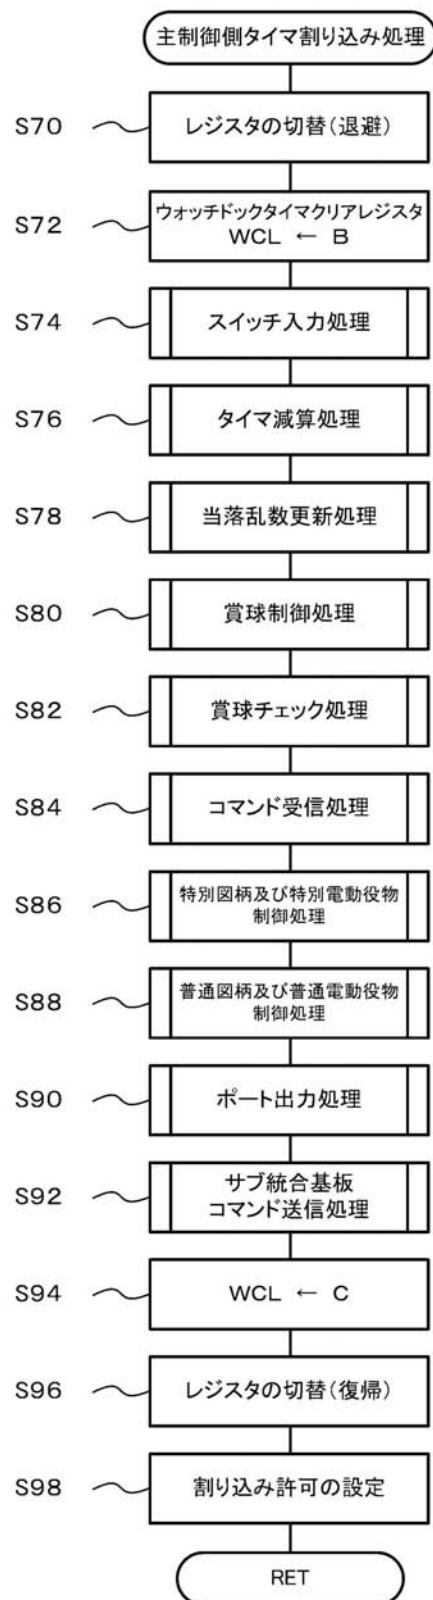 主制御側タイマ割り込み処理
S70
レジスタの切替(退避)
S72
ウォッチドックタイマクリアレジスタ
WCL ← B
S74
スイッチ入力処理
S76
タイマ減算処理
S78
当落乱数更新処理
S80
賞球制御処理
S82
賞球チェック処理
S84
コマンド受信処理
S86
特別図柄及び特別電動役物
制御処理
S88
普通図柄及び普通電動役物
制御処理
S90
ポート出力処理
S92
サブ統合基板
コマンド送信処理
S94
WCL ← C
S96
レジスタの切替(復帰)
S98
割り込み許可の設定
RET